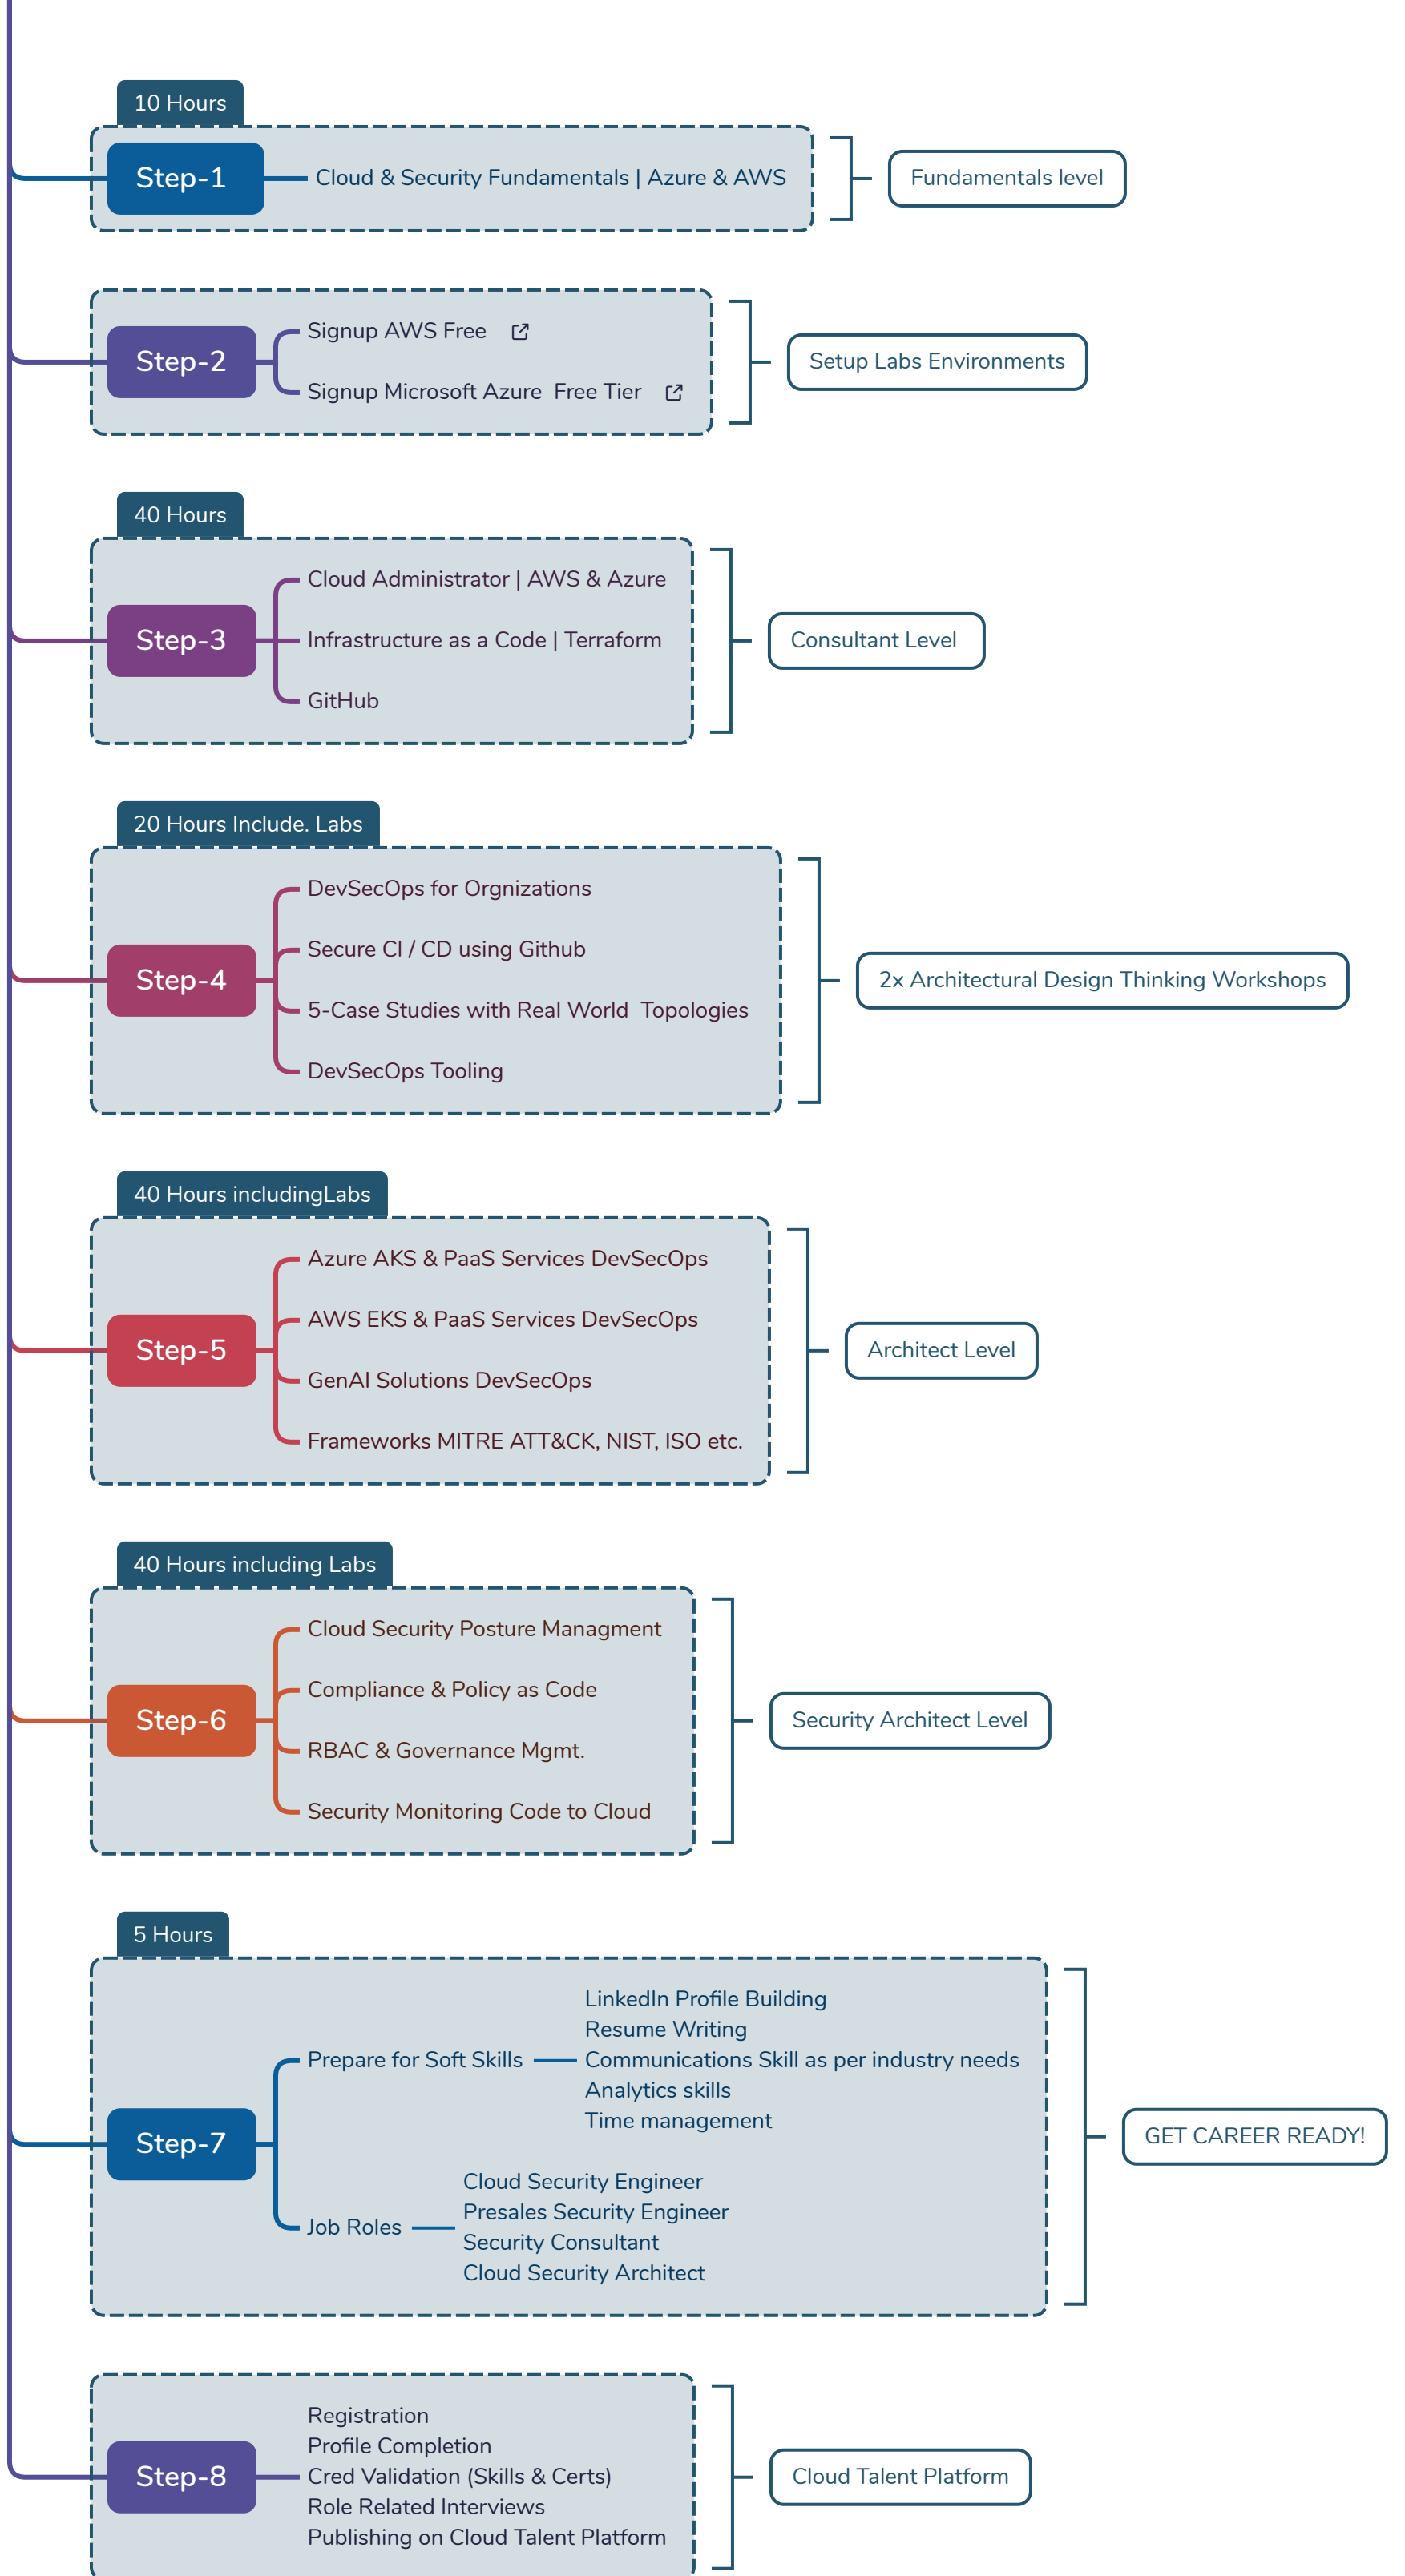 10 Hours
Step-1
Cloud & Security Fundamentals | Azure & AWS
Fundamentals level
Step-2
Signup AWS Free
Signup Microsoft Azure  Free Tier
Setup Labs Environments
40 Hours
Step-3
Cloud Administrator | AWS & Azure
Infrastructure as a Code | Terraform
GitHub
Consultant Level
20 Hours Include. Labs
Step-4
DevSecOps for Orgnizations
Secure CI / CD using Github
5-Case Studies with Real World  Topologies
DevSecOps Tooling
2x Architectural Design Thinking Workshops
40 Hours includingLabs
Step-5
Azure AKS & PaaS Services DevSecOps
AWS EKS & PaaS Services DevSecOps
GenAI Solutions DevSecOps
Frameworks MITRE ATT&CK, NIST, ISO etc.
Architect Level
40 Hours including Labs
Step-6
Cloud Security Posture Managment
Compliance & Policy as Code
RBAC & Governance Mgmt.
Security Monitoring Code to Cloud
Security Architect Level
5 Hours
Step-7
Prepare for Soft Skills
LinkedIn Profile Building
Resume Writing
Communications Skill as per industry needs
Analytics skills
Time management
Job Roles
Cloud Security Engineer
Presales Security Engineer
Security Consultant
Cloud Security Architect
GET CAREER READY!
Step-8
Registration
Profile Completion
Cred Validation (Skills & Certs)
Role Related Interviews
Publishing on Cloud Talent Platform
Cloud Talent Platform